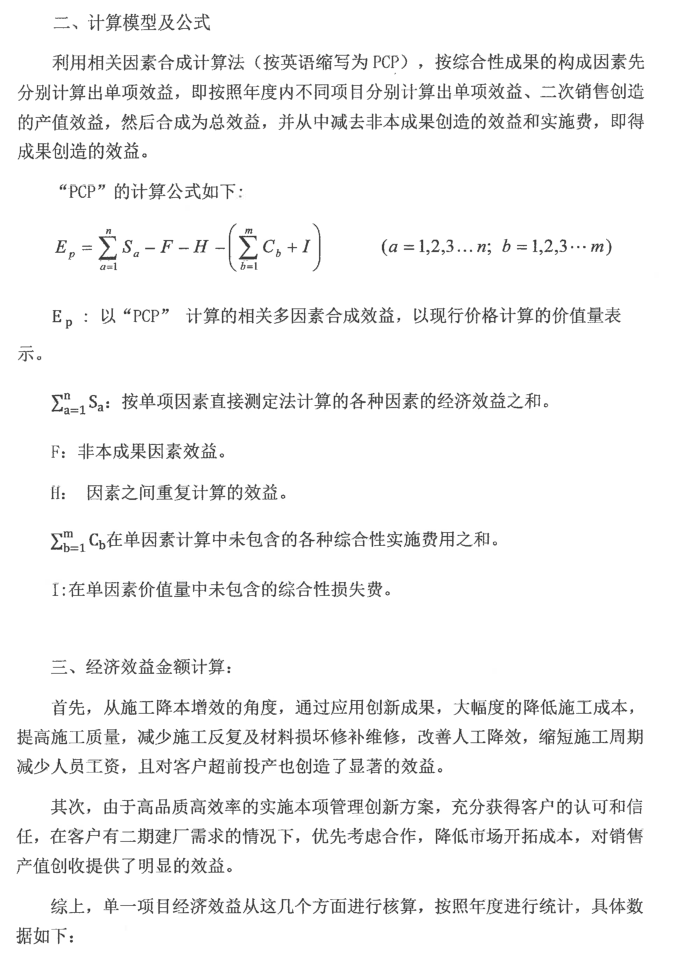 二、计算模型及公式
利用相关因素合成计算法（按英语缩写为 PCP），按综合性成果的构成因素先
分别计算出单项效益，即按照年度内不同项目分别计算出单项效益、二次销售创造
的产值效益，然后合成为总效益，并从中减去非本成果创造的效益和实施费，即得
成果创造的效益。
“PCP”的计算公式如下:
E_p = ∑_{a=1}^{n} S_a − F − H − (∑_{b=1}^{m} C_b + I)  (a = 1,2,3…n; b = 1,2,3⋯m)
E_p ：以“PCP” 计算的相关多因素合成效益，以现行价格计算的价值量表
示。
∑_{a=1}^{n} S_a：按单项因素直接测定法计算的各种因素的经济效益之和。
F：非本成果因素效益。
H： 因素之间重复计算的效益。
∑_{b=1}^{m} C_b在单因素计算中未包含的各种综合性实施费用之和。
I:在单因素价值量中未包含的综合性损失费。
三、经济效益金额计算：
首先，从施工降本增效的角度，通过应用创新成果，大幅度的降低施工成本，
提高施工质量，减少施工反复及材料损坏修补维修，改善人工降效，缩短施工周期
减少人员工资，且对客户超前投产也创造了显著的效益。
其次，由于高品质高效率的实施本项管理创新方案，充分获得客户的认可和信
任，在客户有二期建厂需求的情况下，优先考虑合作，降低市场开拓成本，对销售
产值创收提供了明显的效益。
综上，单一项目经济效益从这几个方面进行核算，按照年度进行统计，具体数
据如下：